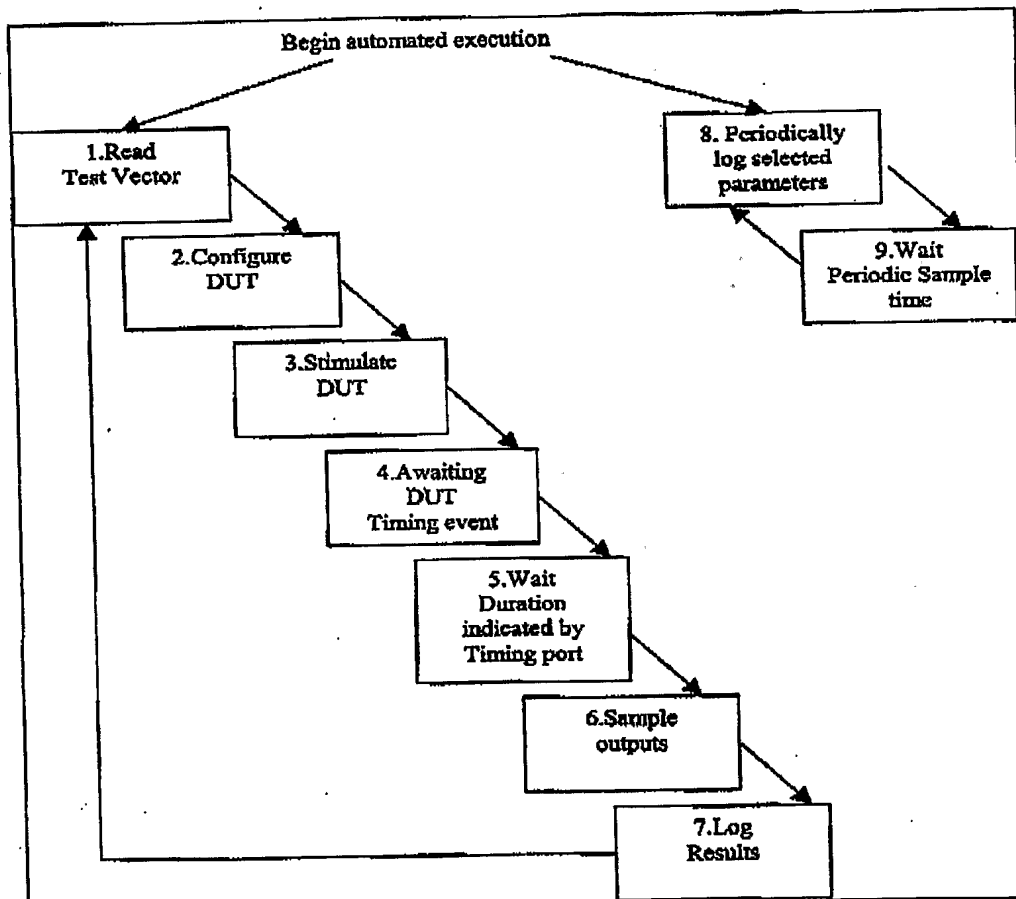 Begin automated execution
1.Read
Test Vector
2.Configure
DUT
3.Stimulate
DUT
4.Awaiting
DUT
Timing event
5.Wait
Duration
indicated by
Timing port
6.Sample
outputs
7.Log
Results
8. Periodically
log selected
parameters
9.Wait
Periodic Sample
time